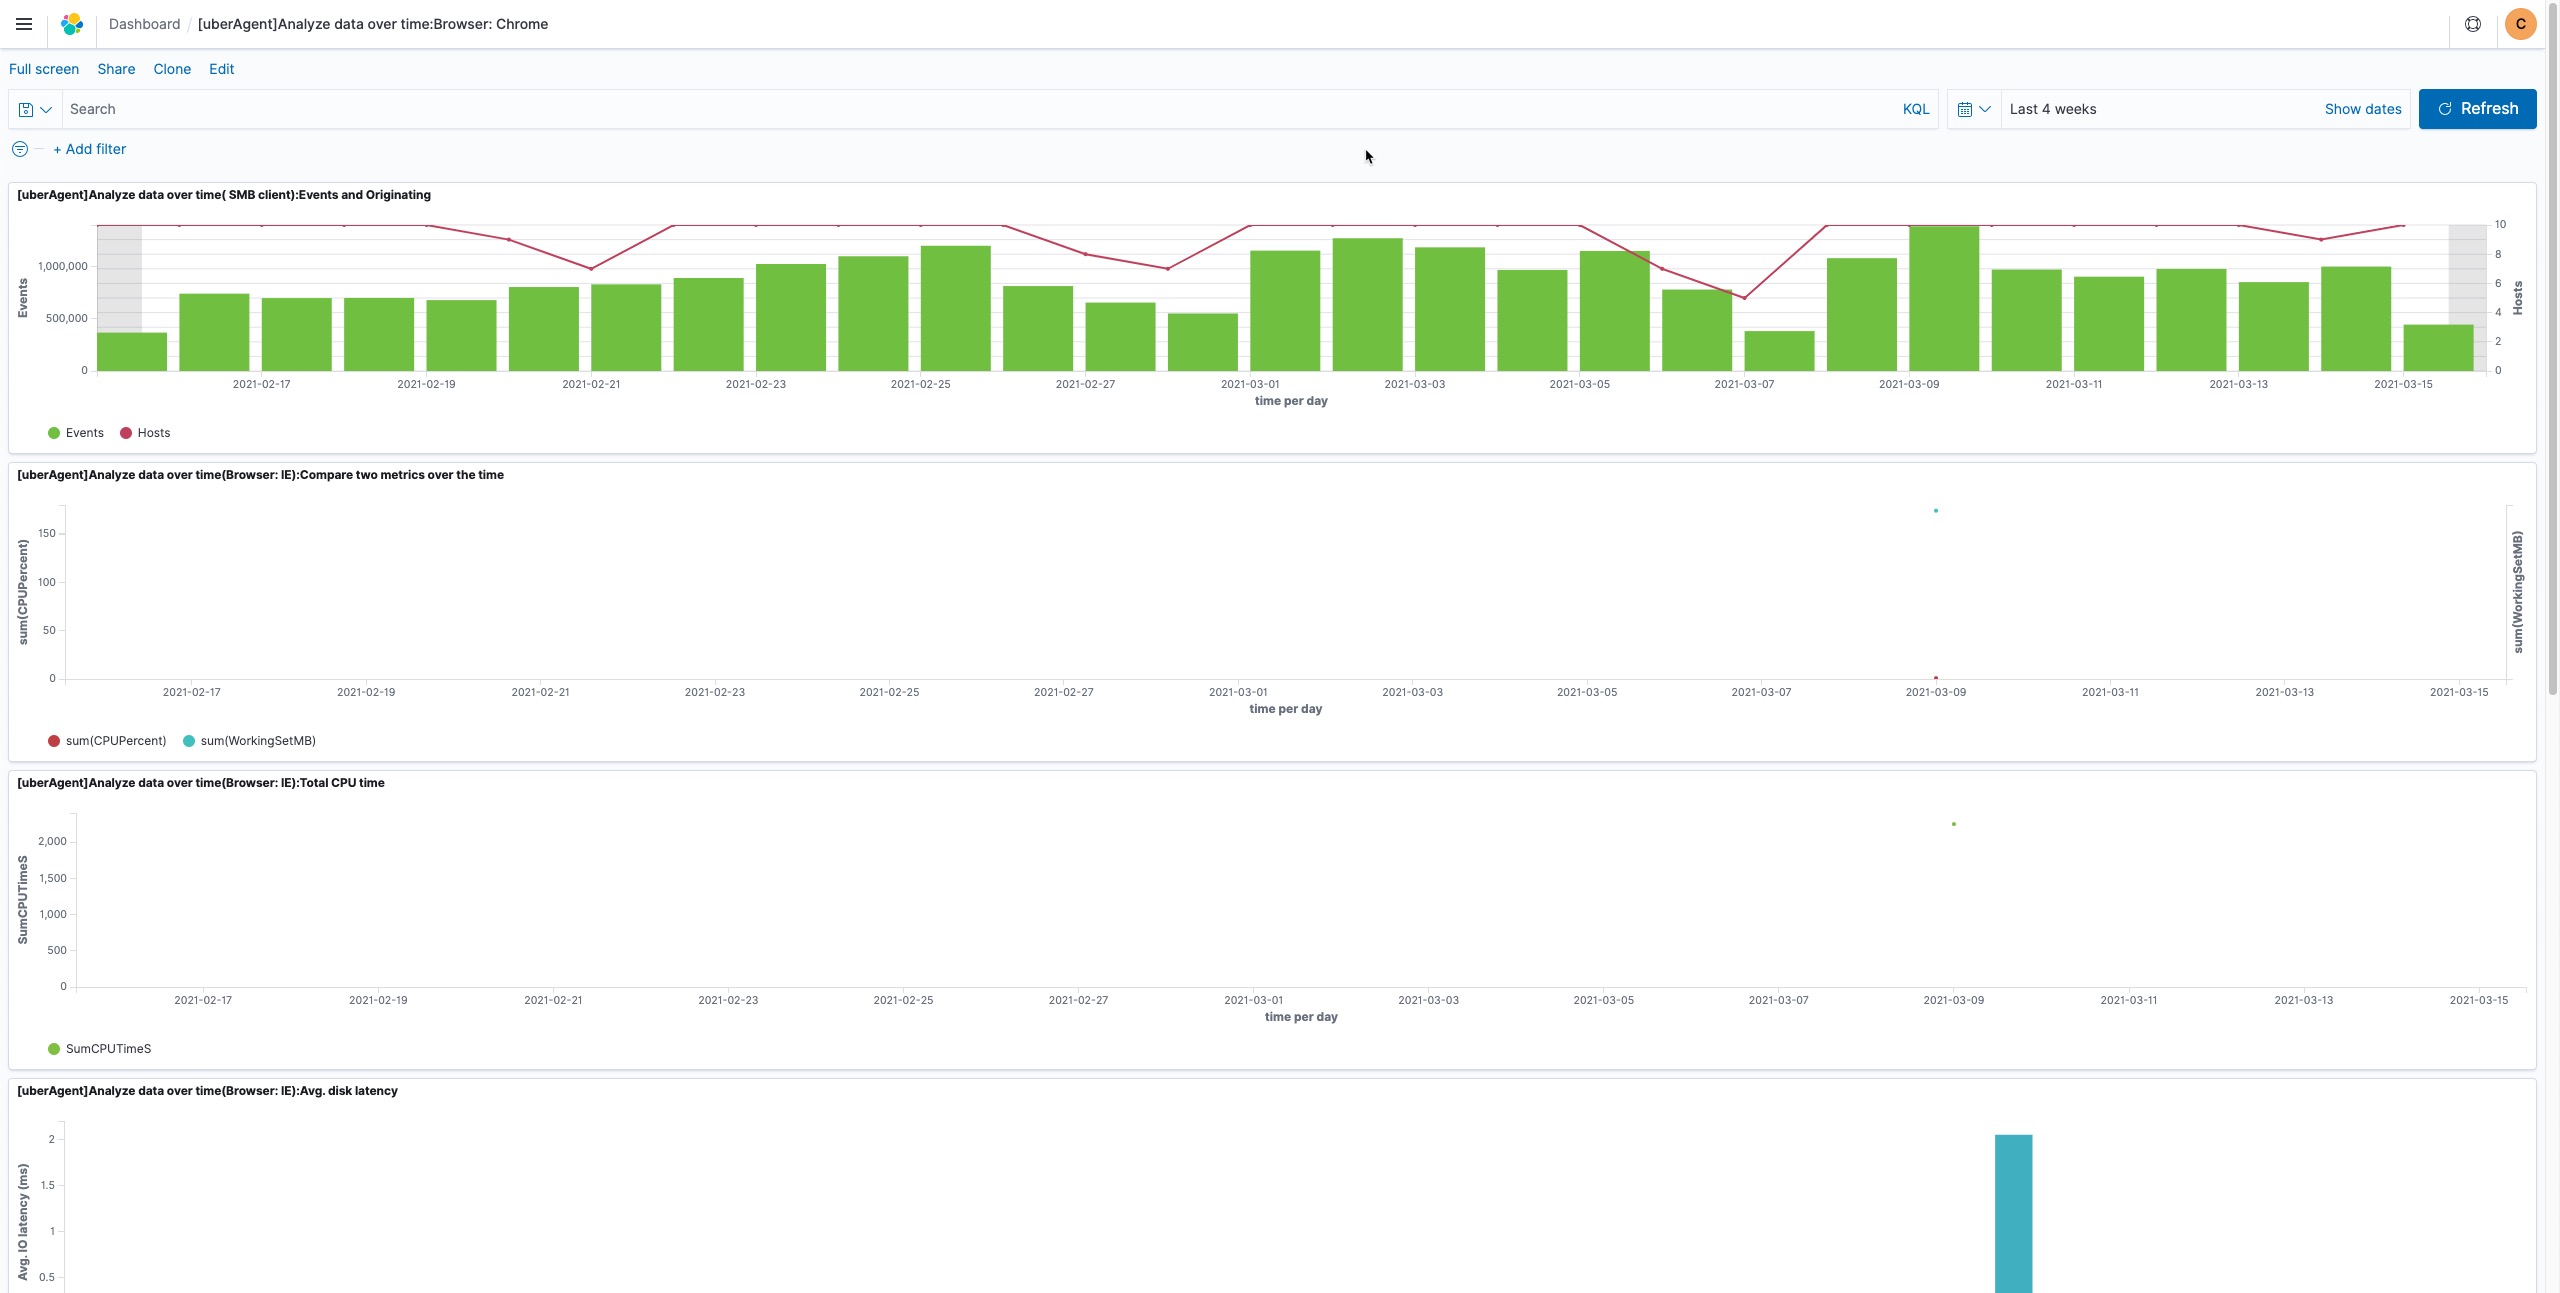 Dashboard / [uberAgent]Analyze data over time:Browser: Chrome
C
Full screen Share Clone Edit
Search KQL Last 4 weeks Show dates Refresh
+ Add filter
[uberAgent]Analyze data over time( SMB client):Events and Originating
Events
1,000,000
500,000
0
10
8
6
4
2
0
Hosts
2021-02-17 2021-02-19 2021-02-21 2021-02-23 2021-02-25 2021-02-27 2021-03-01 2021-03-03 2021-03-05 2021-03-07 2021-03-09 2021-03-11 2021-03-13 2021-03-15
time per day
Events Hosts
[uberAgent]Analyze data over time(Browser: IE):Compare two metrics over the time
sum(CPUPercent)
150
100
50
0
sum(WorkingSetMB)
2021-02-17 2021-02-19 2021-02-21 2021-02-23 2021-02-25 2021-02-27 2021-03-01 2021-03-03 2021-03-05 2021-03-07 2021-03-09 2021-03-11 2021-03-13 2021-03-15
time per day
sum(CPUPercent) sum(WorkingSetMB)
[uberAgent]Analyze data over time(Browser: IE):Total CPU time
SumCPUTimeS
2,000
1,500
1,000
500
0
2021-02-17 2021-02-19 2021-02-21 2021-02-23 2021-02-25 2021-02-27 2021-03-01 2021-03-03 2021-03-05 2021-03-07 2021-03-09 2021-03-11 2021-03-13 2021-03-15
time per day
SumCPUTimeS
[uberAgent]Analyze data over time(Browser: IE):Avg. disk latency
Avg. IO latency (ms)
2
1.5
1
0.5